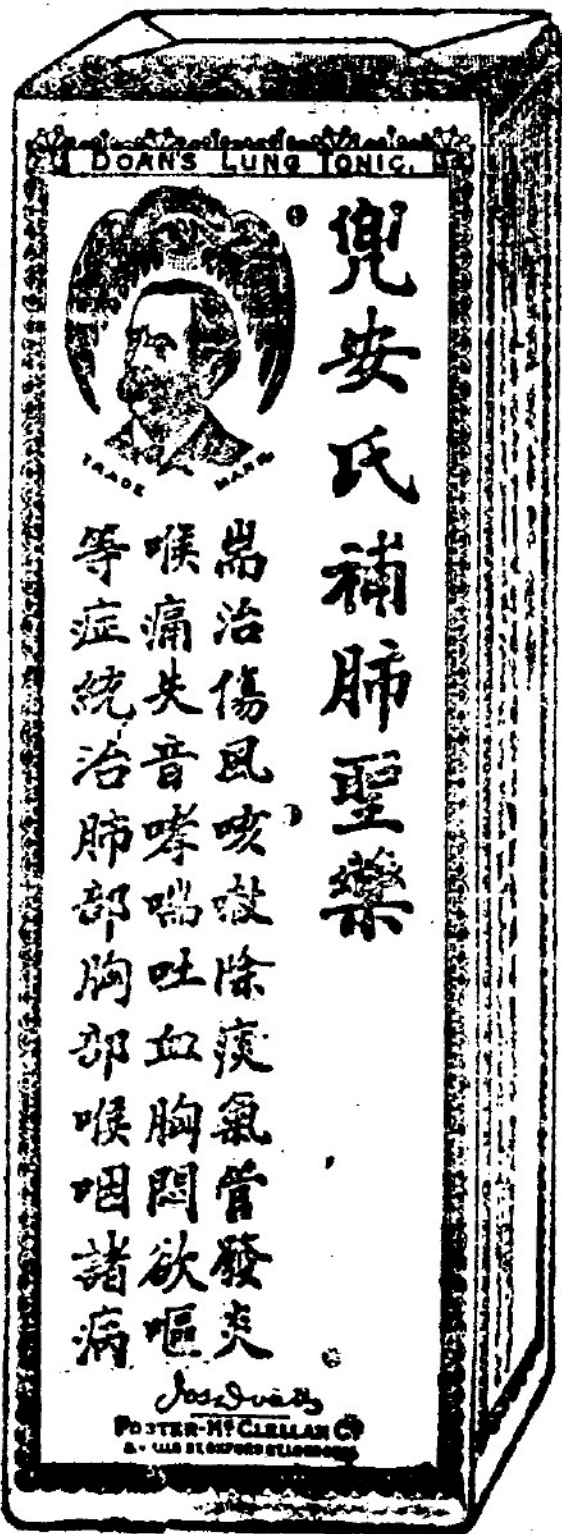 DOAN'S LUNG TONIC.
兜安氏補肺聖藥
TRADE MARK
耑治傷風咳嗽除痰氣管發炎
喉痛失音哮喘吐血胸悶欲嘔
等症統治肺部胸部喉咽諸病
FOSTER-McCLELLAN Co